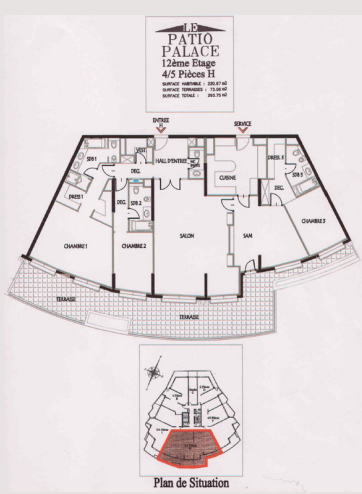 LE
PATIO
PALACE
12ème Etage
4/5 Pièces H
SURFACE HABITABLE : 220.67 m2
SURFACE TERRASSES : 73.08 m2
SURFACE TOTALE : 293.75 m2
ENTREE
H
SERVICE
SDB 1
VEST.
HALL D'ENTREE
CUISINE
DRESS. 3
SDB 3
DEG.
DRESS 1
DEG.
SDB 2
DEG.
CHAMBRE 1
CHAMBRE 2
SALON
SAM
CHAMBRE 3
TERRASSE
TERRASSE
Plan de Situation